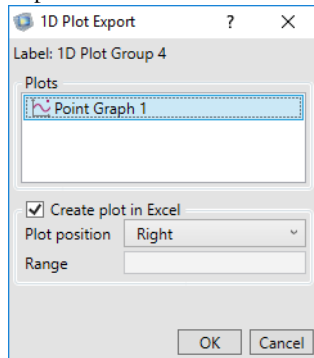 1D Plot Export ? ×
Label: 1D Plot Group 4
Plots
Point Graph 1
Create plot in Excel
Plot position Right
Range
OK Cancel